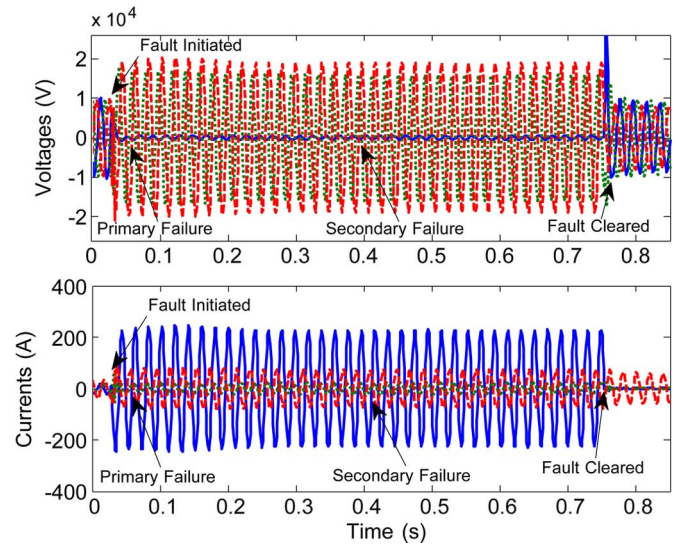 x 10⁴
2
1
0
-1
-2
Voltages (V)
Fault Initiated
Primary Failure
Secondary Failure
Fault Cleared
0 0.1 0.2 0.3 0.4 0.5 0.6 0.7 0.8
400
200
0
-200
-400
Currents (A)
Fault Initiated
Primary Failure
Secondary Failure
Fault Cleared
0 0.1 0.2 0.3 0.4 0.5 0.6 0.7 0.8
Time (s)